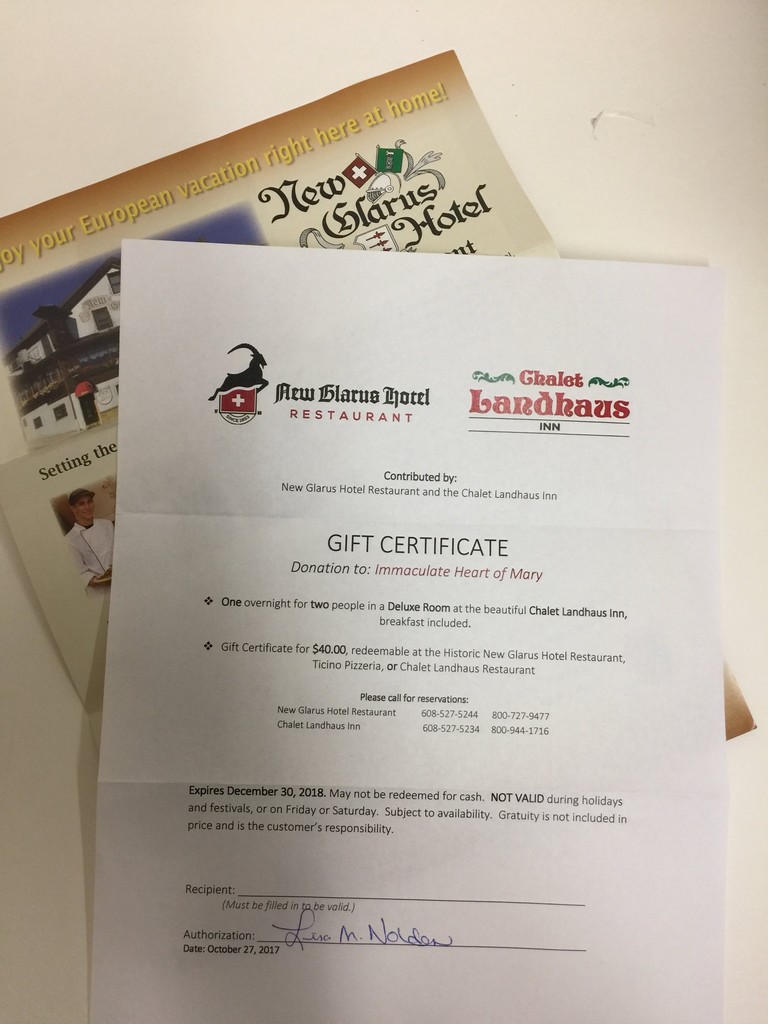 joy your European vacation right here at home!
New
Glarus
Hotel
New
Setting the
New Glarus Hotel
RESTAURANT
SINCE 1853
Chalet
Landhaus
INN
Contributed by:
New Glarus Hotel Restaurant and the Chalet Landhaus Inn
GIFT CERTIFICATE
Donation to: Immaculate Heart of Mary
❖ One overnight for two people in a Deluxe Room at the beautiful Chalet Landhaus Inn,
breakfast included.
❖ Gift Certificate for $40.00, redeemable at the Historic New Glarus Hotel Restaurant,
Ticino Pizzeria, or Chalet Landhaus Restaurant
Please call for reservations:
New Glarus Hotel Restaurant 608-527-5244 800-727-9477
Chalet Landhaus Inn 608-527-5234 800-944-1716
Expires December 30, 2018. May not be redeemed for cash. NOT VALID during holidays
and festivals, or on Friday or Saturday. Subject to availability. Gratuity is not included in
price and is the customer's responsibility.
Recipient:
(Must be filled in to be valid.)
Authorization: Lisa M. Nolden
Date: October 27, 2017